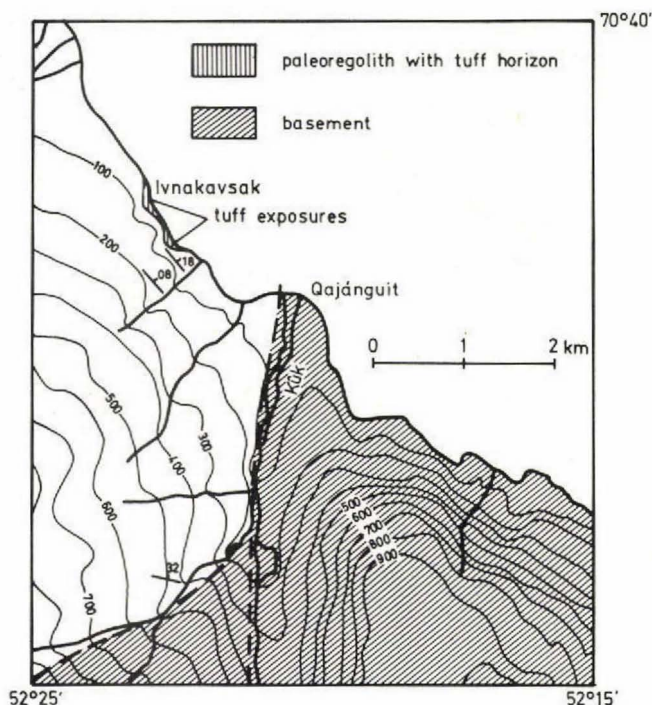 70°40'
paleoregolith with tuff horizon
basement
Ivnakavsak
tuff exposures
100
200
18
08
Qajánguit
0 1 2 km
Kûk
300
400
500
600
700
32
500
600
700
800
900
52°25'
52°15'